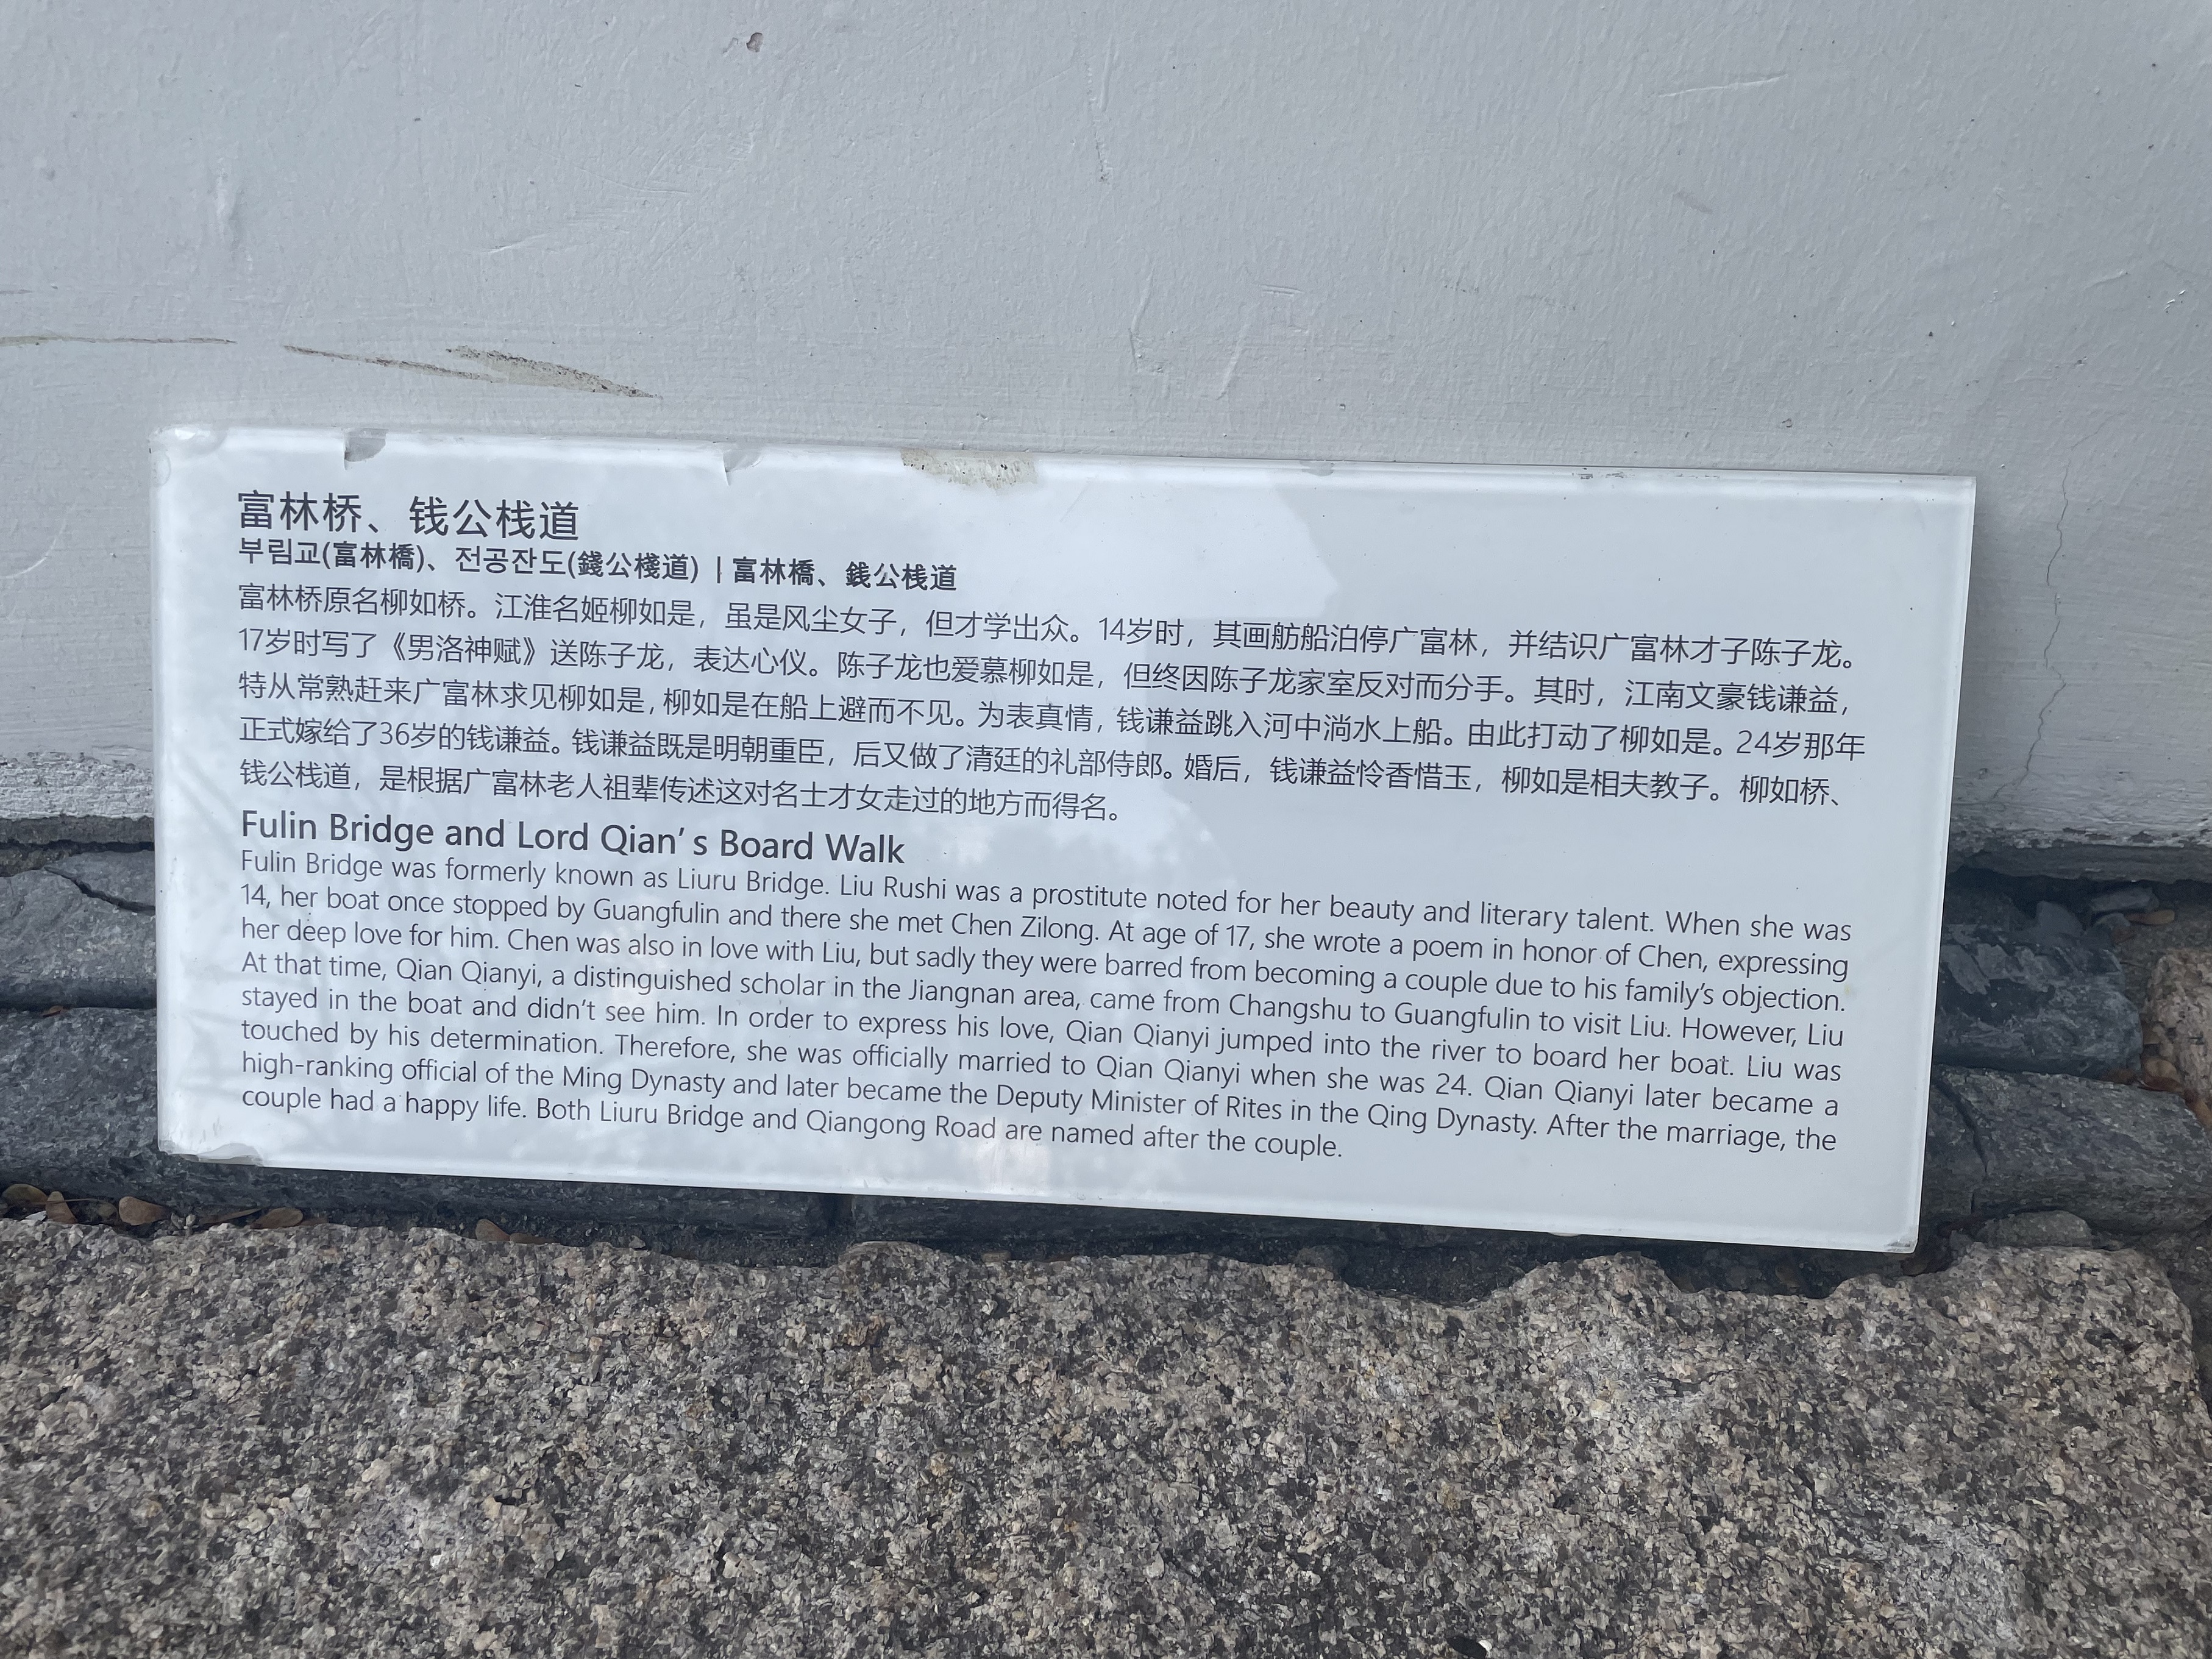 富林桥、钱公栈道
부림교(富林橋)、전공잔도(錢公棧道) | 富林橋、銭公桟道
富林桥原名柳如桥。江淮名姬柳如是，虽是风尘女子，但才学出众。14岁时，其画舫船泊停广富林，并结识广富林才子陈子龙。
17岁时写了《男洛神赋》送陈子龙，表达心仪。陈子龙也爱慕柳如是，但终因陈子龙家室反对而分手。其时，江南文豪钱谦益，
特从常熟赶来广富林求见柳如是，柳如是在船上避而不见。为表真情，钱谦益跳入河中淌水上船。由此打动了柳如是。24岁那年
正式嫁给了36岁的钱谦益。钱谦益既是明朝重臣，后又做了清廷的礼部侍郎。婚后，钱谦益怜香惜玉，柳如是相夫教子。柳如桥、
钱公栈道，是根据广富林老人祖辈传述这对名士才女走过的地方而得名。
Fulin Bridge and Lord Qian’s Board Walk
Fulin Bridge was formerly known as Liuru Bridge. Liu Rushi was a prostitute noted for her beauty and literary talent. When she was
14, her boat once stopped by Guangfulin and there she met Chen Zilong. At age of 17, she wrote a poem in honor of Chen, expressing
her deep love for him. Chen was also in love with Liu, but sadly they were barred from becoming a couple due to his family’s objection.
At that time, Qian Qianyi, a distinguished scholar in the Jiangnan area, came from Changshu to Guangfulin to visit Liu. However, Liu
stayed in the boat and didn’t see him. In order to express his love, Qian Qianyi jumped into the river to board her boat. Liu was
touched by his determination. Therefore, she was officially married to Qian Qianyi when she was 24. Qian Qianyi later became a
high-ranking official of the Ming Dynasty and later became the Deputy Minister of Rites in the Qing Dynasty. After the marriage, the
couple had a happy life. Both Liuru Bridge and Qiangong Road are named after the couple.